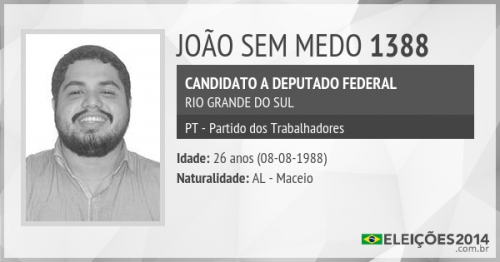 JOÃO SEM MEDO 1388
CANDIDATO A DEPUTADO FEDERAL
RIO GRANDE DO SUL
PT - Partido dos Trabalhadores
Idade: 26 anos (08-08-1988)
Naturalidade: AL - Maceio
ELEIÇÕES2014
.com.br